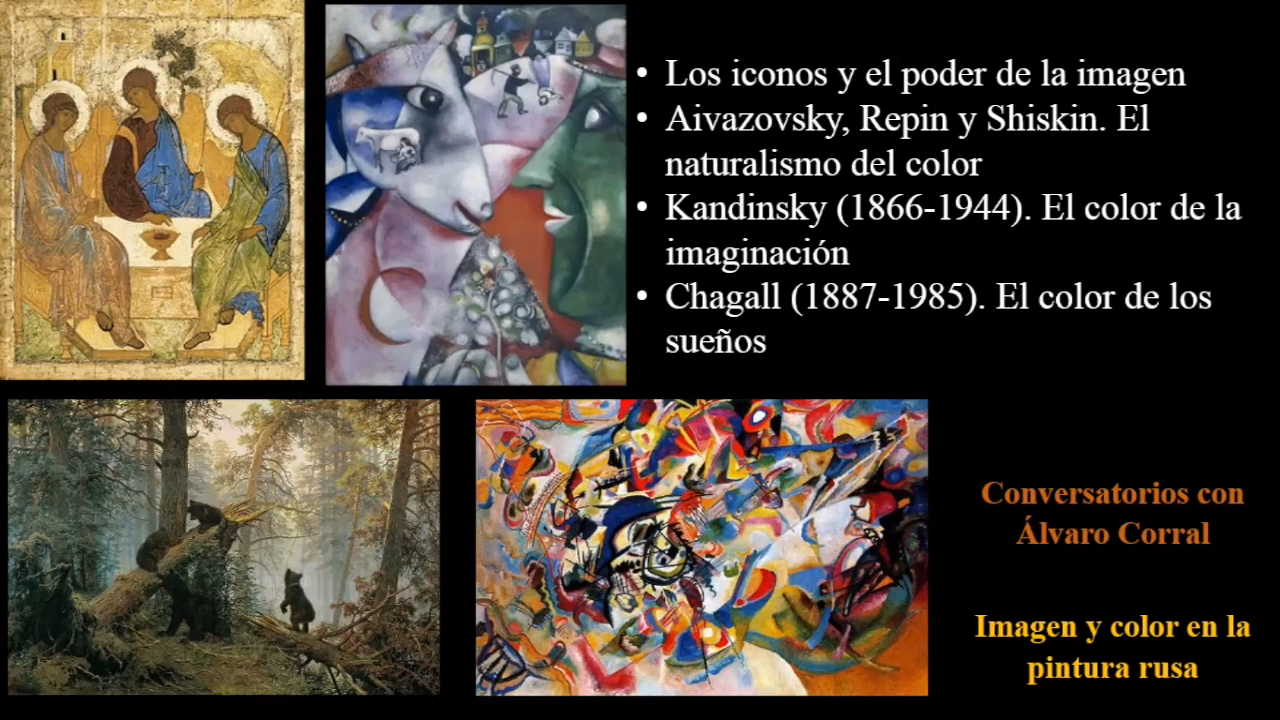 • Los iconos y el poder de la imagen
• Aivazovsky, Repin y Shiskin. El
naturalismo del color
• Kandinsky (1866-1944). El color de la
imaginación
• Chagall (1887-1985). El color de los
sueños
Conversatorios con
Álvaro Corral
Imagen y color en la
pintura rusa